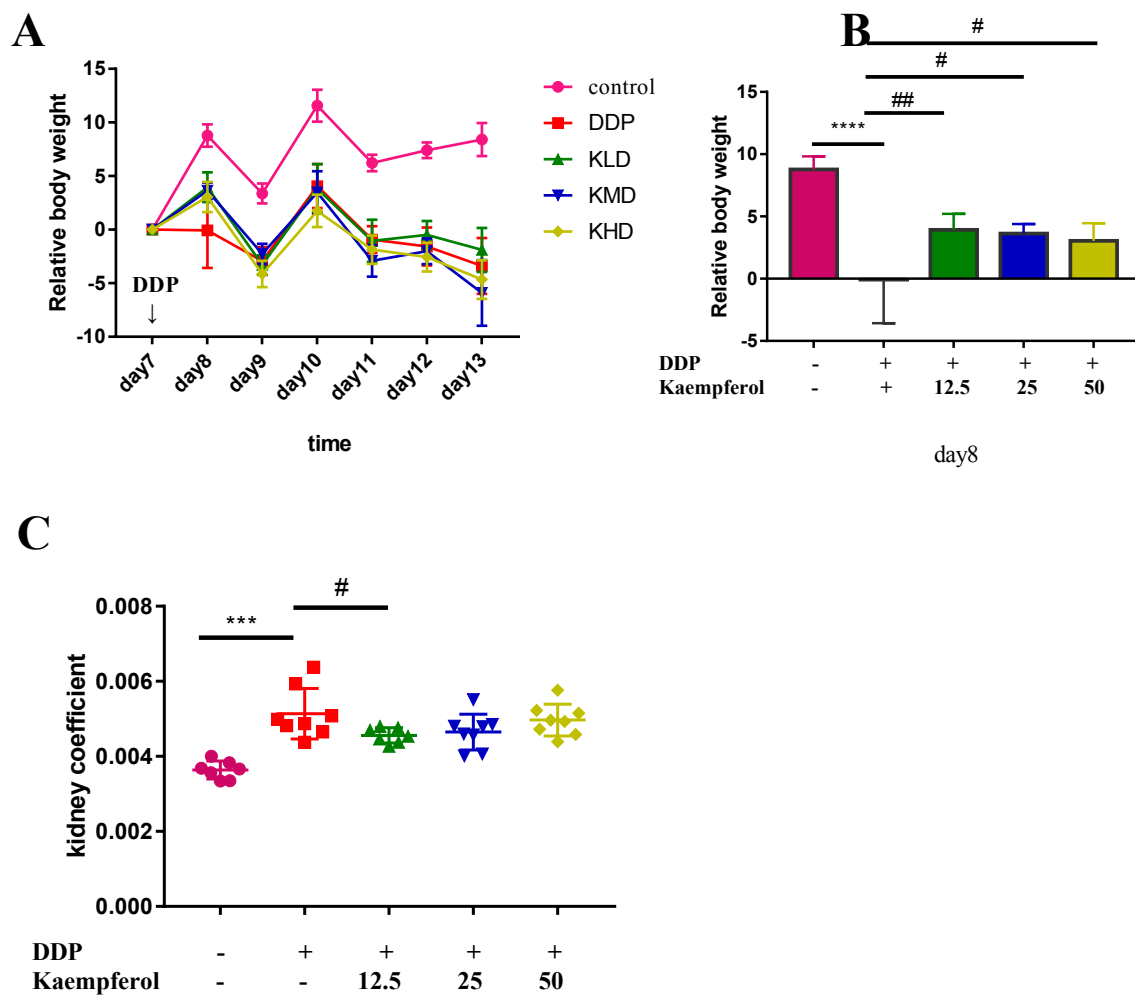 A
Relative body weight
15
10
5
0
-5
-10
DDP
↓
day7
day8
day9
day10
day11
day12
day13
time
control
DDP
KLD
KMD
KHD
B
#
#
##
****
Relative body weight
15
10
5
0
-5
DDP - + + + +
Kaempferol - + 12.5 25 50
day8
C
#
***
kidney coefficient
0.008
0.006
0.004
0.002
0.000
DDP - + + + +
Kaempferol - - 12.5 25 50